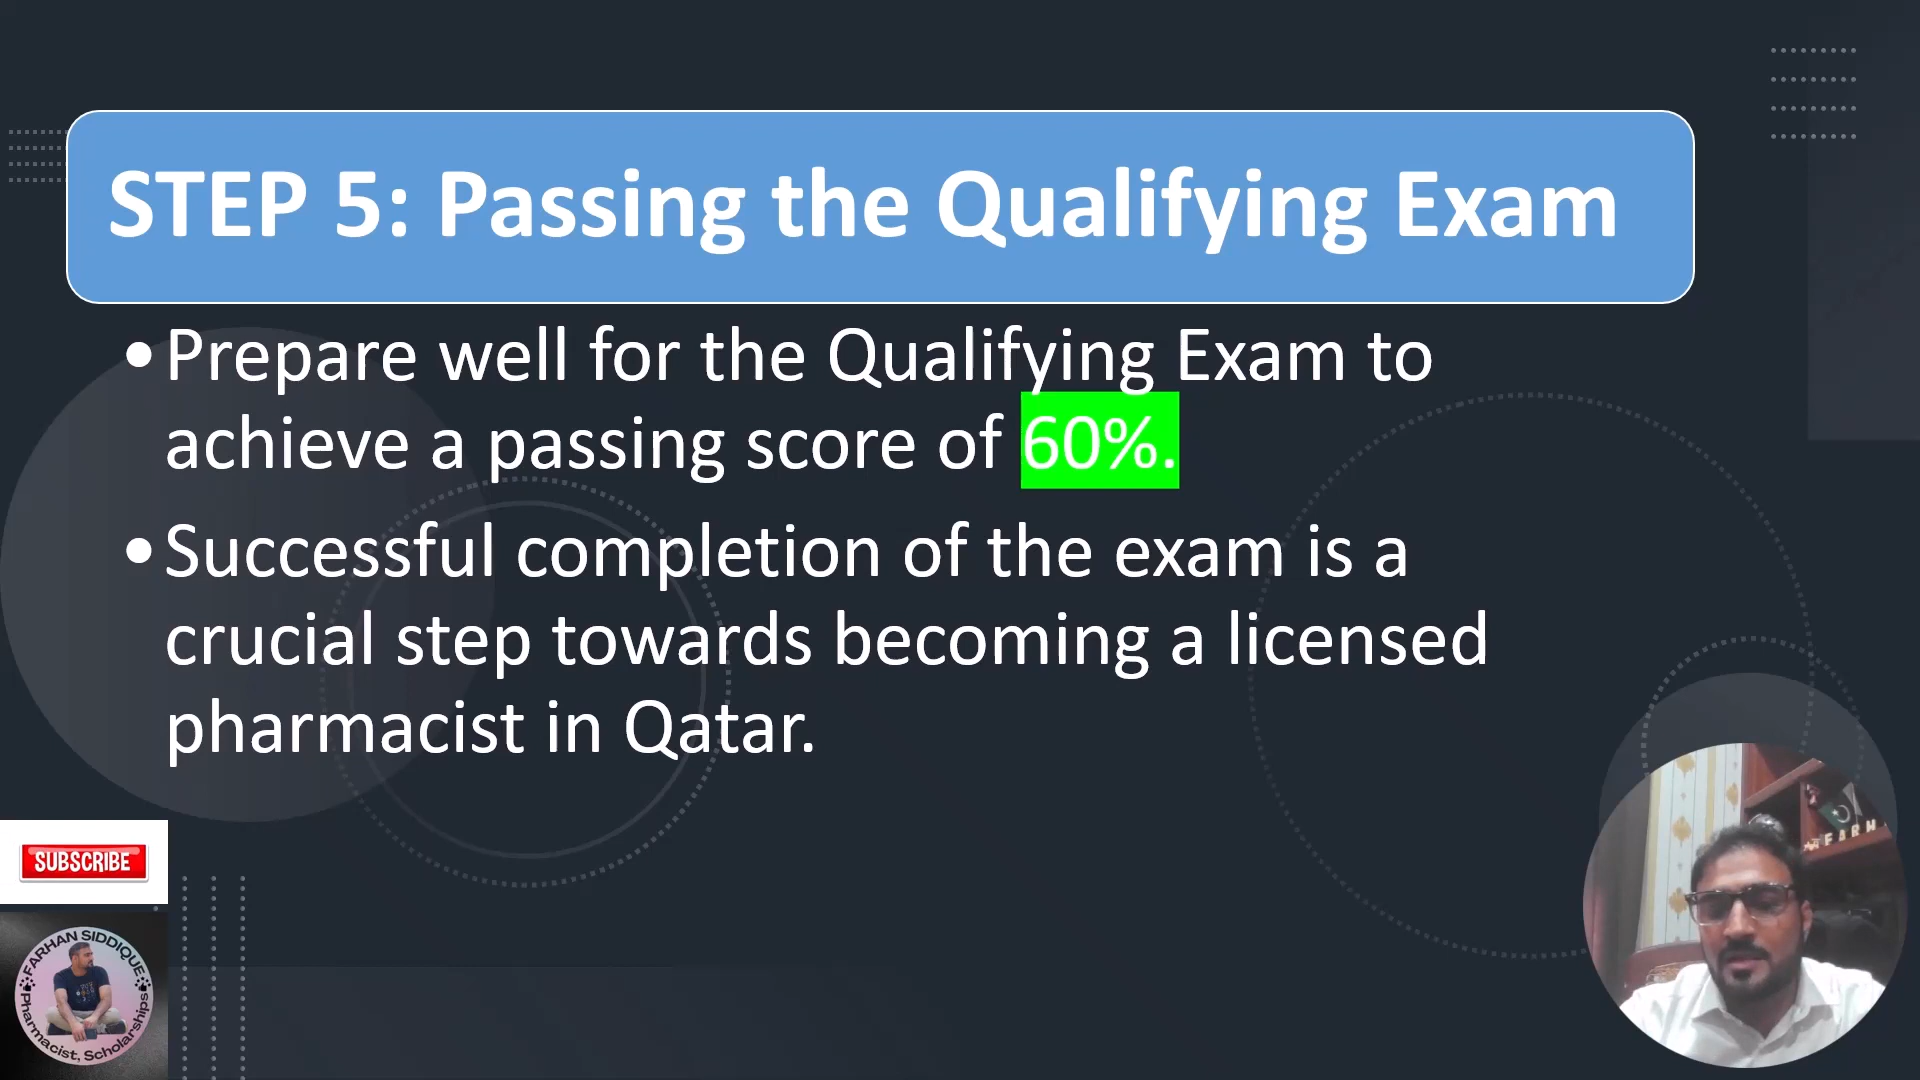 STEP 5: Passing the Qualifying Exam
•Prepare well for the Qualifying Exam to
achieve a passing score of 60%.
•Successful completion of the exam is a
crucial step towards becoming a licensed
pharmacist in Qatar.
SUBSCRIBE
FARHAN SIDDIQUE
Pharmacist, Scholarships
FARH